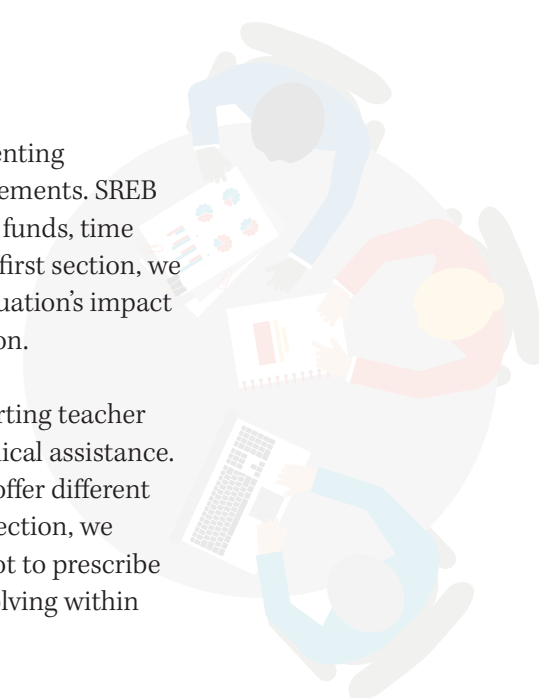 enting
ements. SREB
funds, time
first section, we
uation’s impact
on.
rting teacher
ical assistance.
offer different
ection, we
ot to prescribe
lving within